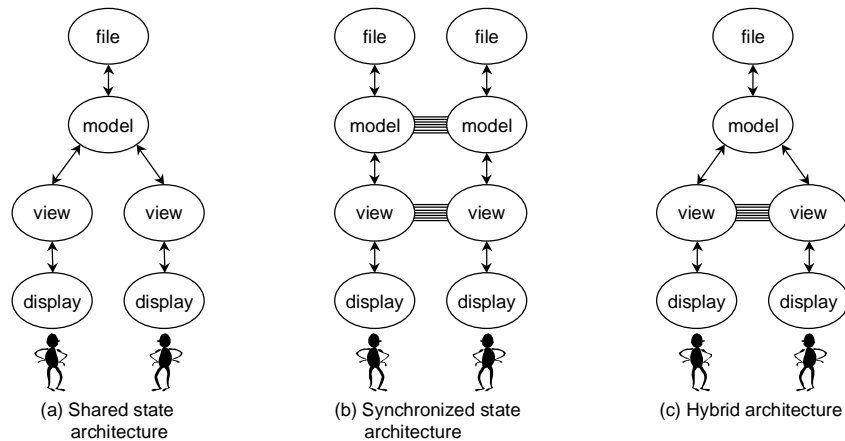 file
model
view view
display display
(a) Shared state
architecture
file file
model model
view view
display display
(b) Synchronized state
architecture
file
model
view view
display display
(c) Hybrid architecture